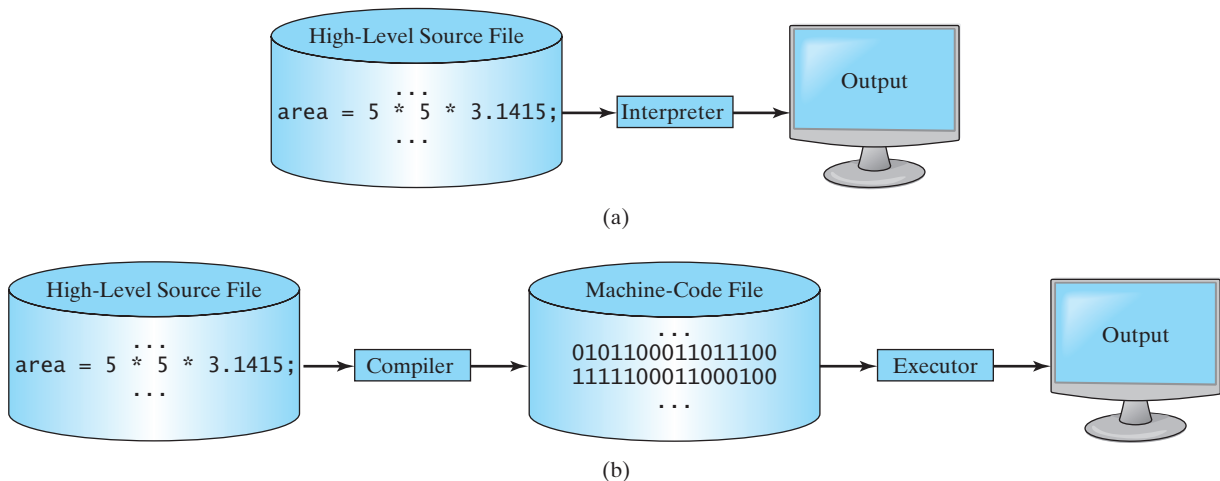 High-Level Source File
...
area = 5 * 5 * 3.1415;
...
Interpreter
Output
(a)
High-Level Source File
...
area = 5 * 5 * 3.1415;
...
Compiler
Machine-Code File
...
0101100011011100
1111100011000100
...
Executor
Output
(b)